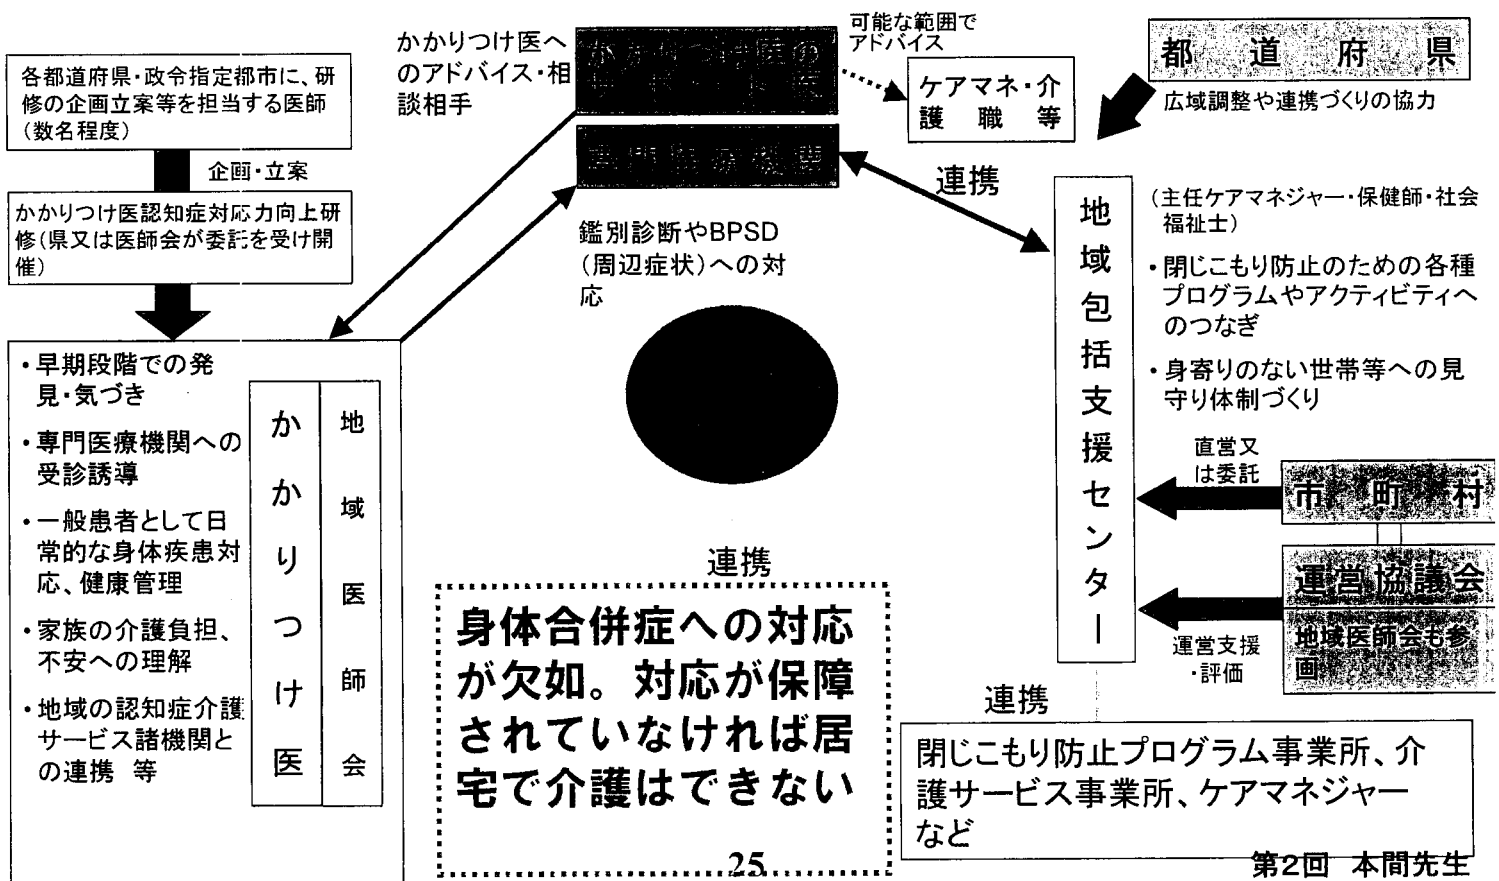 各都道府県・政令指定都市に、研
修の企画立案等を担当する医師
(数名程度)
企画・立案
かかりつけ医認知症対応力向上研
修(県又は医師会が委託を受け開
催)
・早期段階での発
見・気づき
・専門医療機関への
受診誘導
・一般患者として日
常的な身体疾患対
応、健康管理
・家族の介護負担、
不安への理解
・地域の認知症介護
サービス諸機関と
の連携 等
かかりつけ医
地域医師会
かかりつけ医へ
のアドバイス・相
談相手
かかりつけ医の
専門医療機関
可能な範囲で
アドバイス
ケアマネ・介
護職等
連携
鑑別診断やBPSD
(周辺症状)への対
応
連携
身体合併症への対応
が欠如。対応が保障
されていなければ居
宅で介護はできない
都道府県
広域調整や連携づくりの協力
地域包括支援センター
(主任ケアマネジャー・保健師・社会
福祉士)
・閉じこもり防止のための各種
プログラムやアクティビティへ
のつなぎ
・身寄りのない世帯等への見
守り体制づくり
直営又
は委託
市町村
運営協議会
地域医師会も参
画
運営支援
・評価
連携
閉じこもり防止プログラム事業所、介
護サービス事業所、ケアマネジャー
など
25
第2回 本間先生